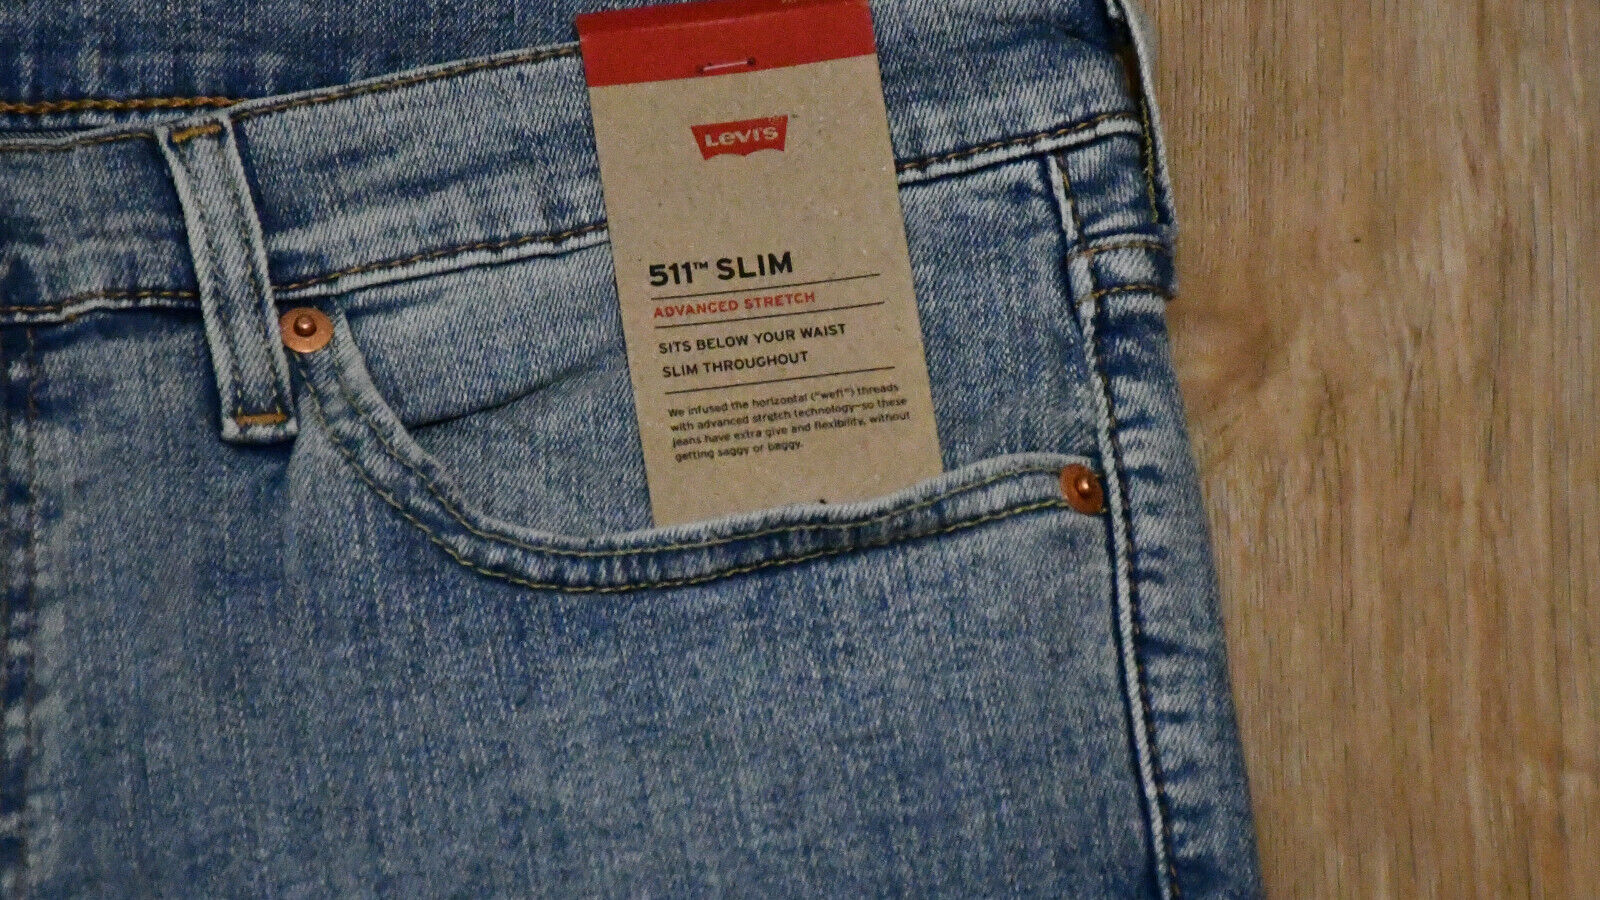 LEVI'S
511™ SLIM
ADVANCED STRETCH
SITS BELOW YOUR WAIST
SLIM THROUGHOUT
We infused the horizontal ("weft") threads
with advanced stretch technology—so these
jeans have extra give and flexibility, without
getting saggy or baggy.